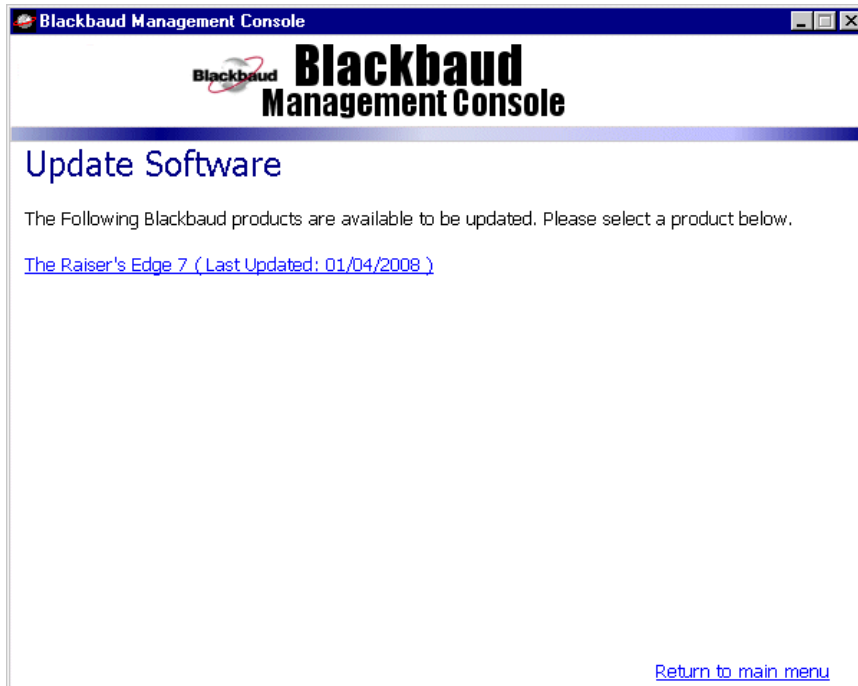 Blackbaud Management Console
Blackbaud Blackbaud
Management Console
Update Software
The Following Blackbaud products are available to be updated. Please select a product below.
The Raiser's Edge 7 ( Last Updated: 01/04/2008 )
Return to main menu